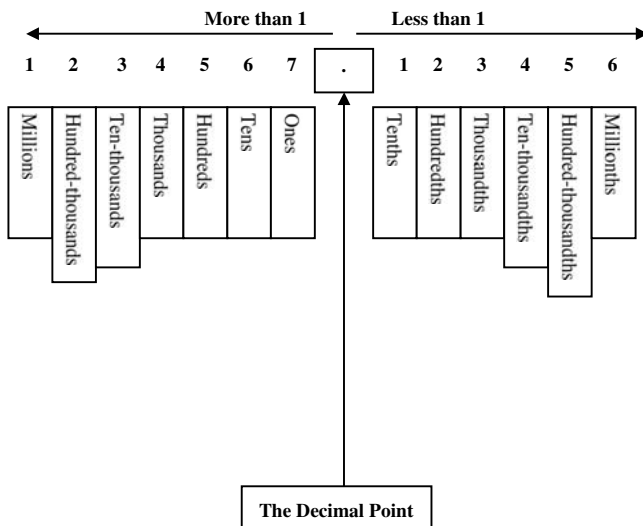 More than 1 Less than 1
1 2 3 4 5 6 7 . 1 2 3 4 5 6
Millions
Hundred-thousands
Ten-thousands
Thousands
Hundreds
Tens
Ones
Tenths
Hundredths
Thousandths
Ten-thousandths
Hundred-thousandths
Millionths
The Decimal Point